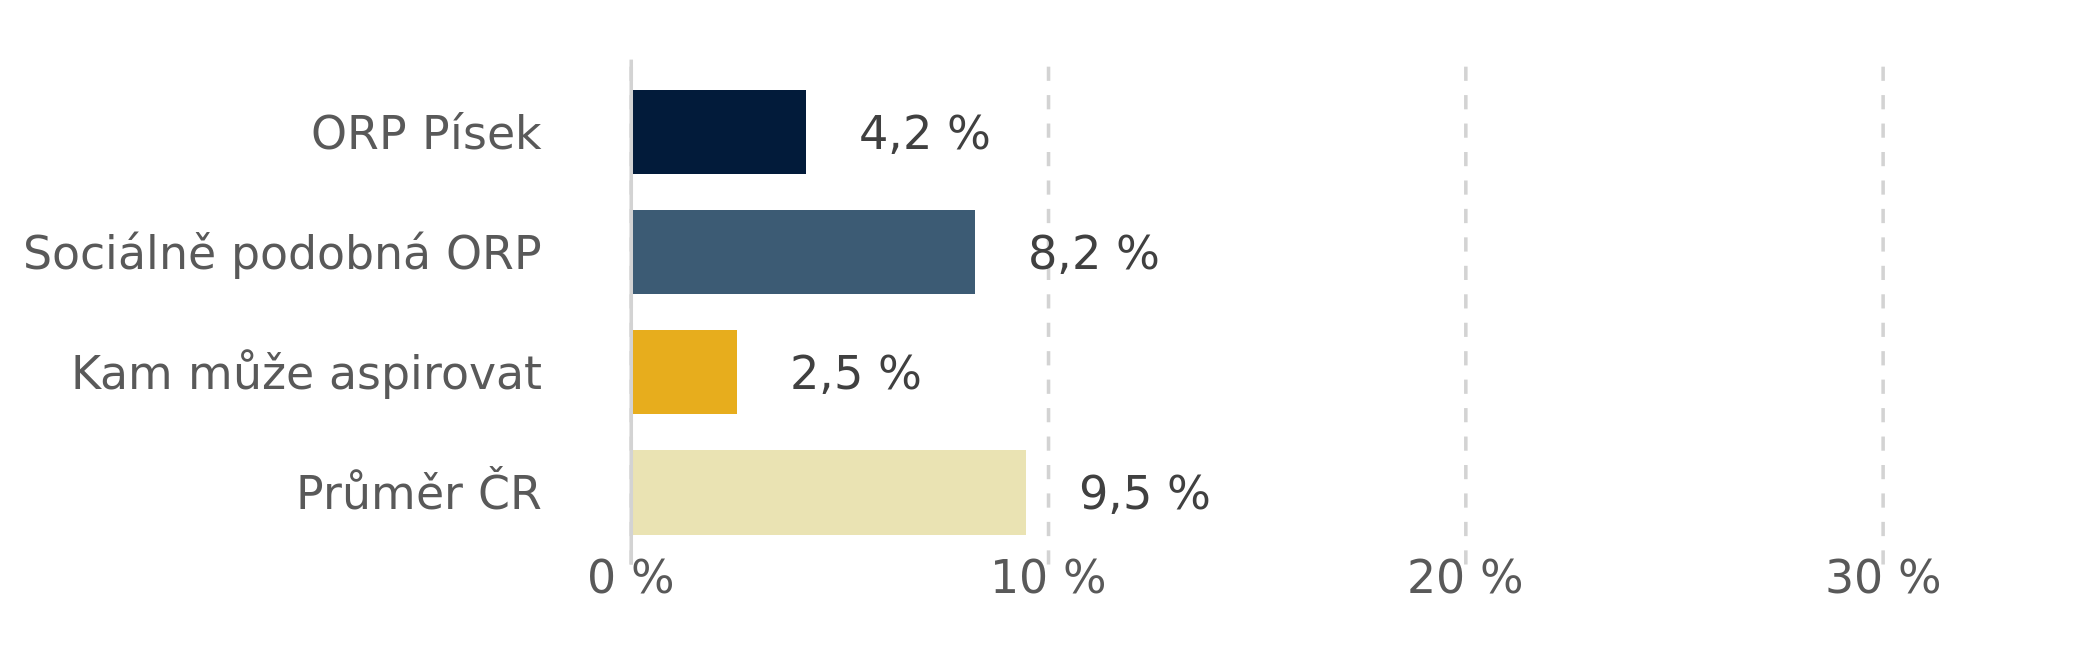 ORP Písek 4,2 %
Sociálně podobná ORP 8,2 %
Kam může aspirovat 2,5 %
Průměr ČR 9,5 %
0 % 10 % 20 % 30 %